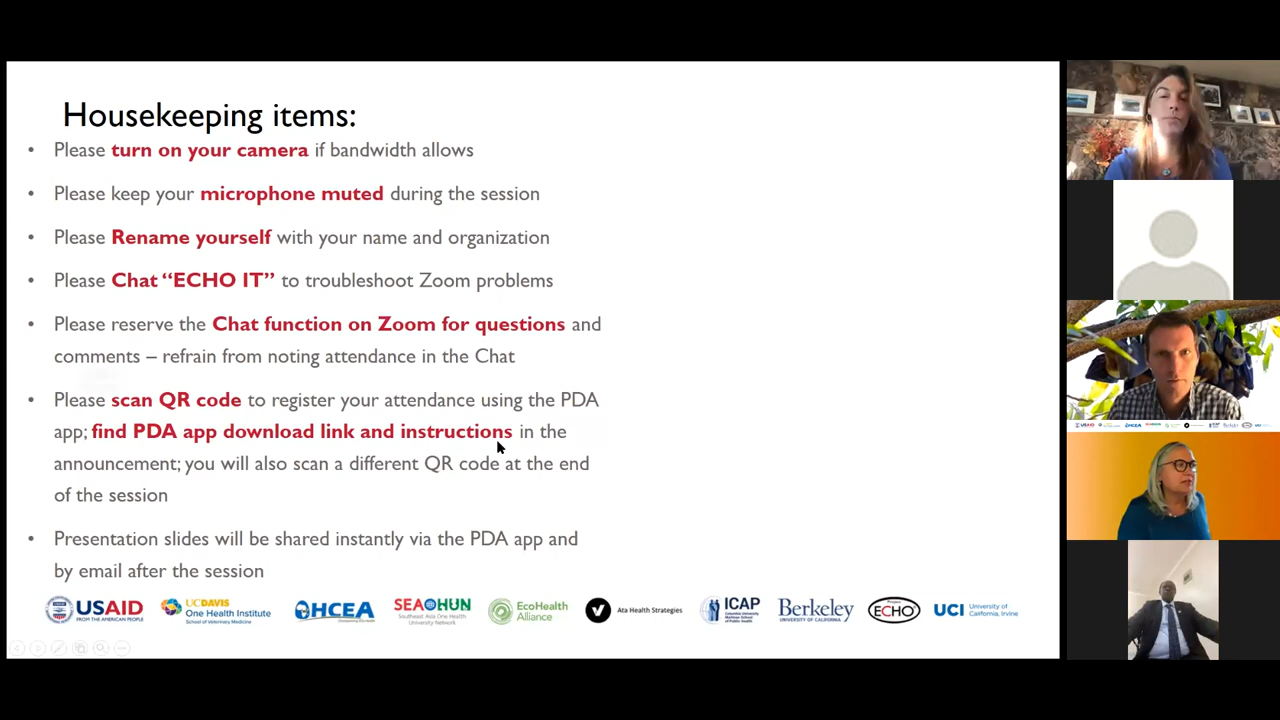 Housekeeping items:
• Please turn on your camera if bandwidth allows
• Please keep your microphone muted during the session
• Please Rename yourself with your name and organization
• Please Chat “ECHO IT” to troubleshoot Zoom problems
• Please reserve the Chat function on Zoom for questions and
comments – refrain from noting attendance in the Chat
• Please scan QR code to register your attendance using the PDA
app; find PDA app download link and instructions in the
announcement; you will also scan a different QR code at the end
of the session
• Presentation slides will be shared instantly via the PDA app and
by email after the session
USAID
FROM THE AMERICAN PEOPLE
UCDAVIS
One Health Institute
School of Veterinary Medicine
OHCEA
SEAOHUN
Southeast Asia One Health
University Network
EcoHealth
Alliance
Ata Health Strategies
ICAP
Columbia University
Mailman School
of Public Health
Berkeley
UNIVERSITY OF CALIFORNIA
Project
ECHO
UCI
University of
California, Irvine